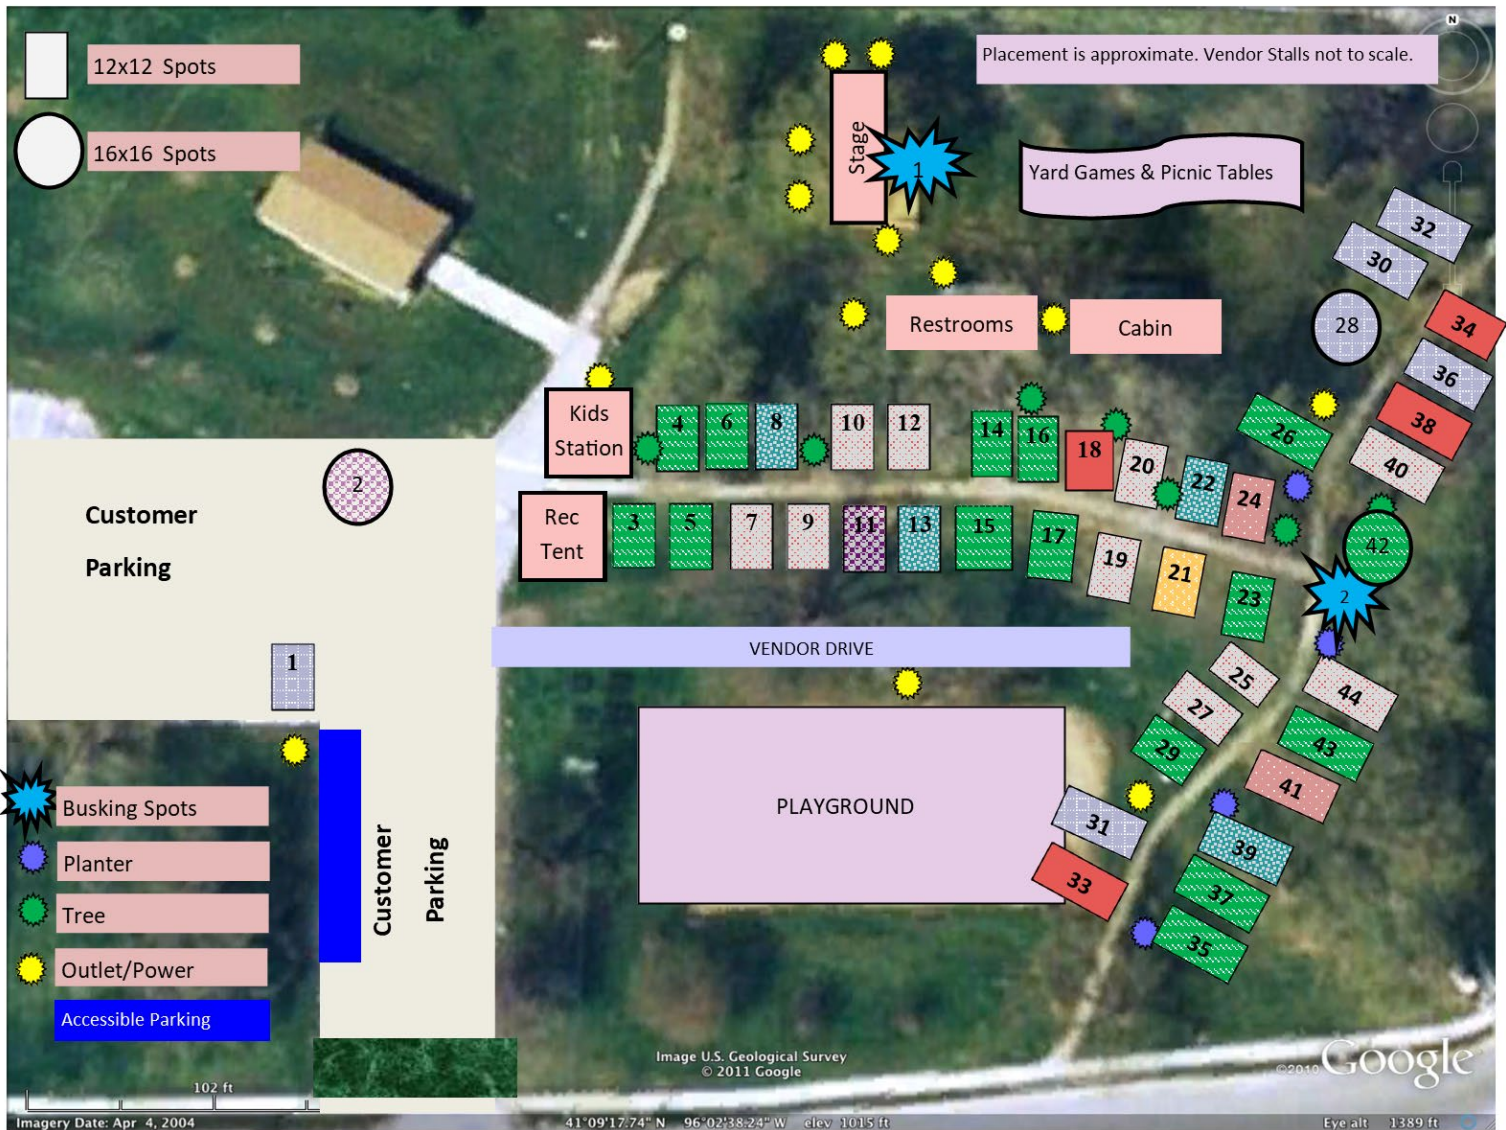 N
12x12 Spots
16x16 Spots
Placement is approximate. Vendor Stalls not to scale.
Stage
1
Yard Games & Picnic Tables
Restrooms
Cabin
32
30
28
34
36
38
40
26
Kids
Station
4
6
8
10
12
14
16
18
20
22
24
42
2
Customer
Parking
2
Rec
Tent
3
5
7
9
11
13
15
17
19
21
23
VENDOR DRIVE
1
25
27
29
44
43
41
PLAYGROUND
31
33
39
37
35
Customer
Parking
Busking Spots
Planter
Tree
Outlet/Power
Accessible Parking
102 ft
Image U.S. Geological Survey
© 2011 Google
©2010 Google
Imagery Date: Apr 4, 2004
41°09'17.74" N 96°02'38.24" W elev 1015 ft
Eye alt 1389 ft